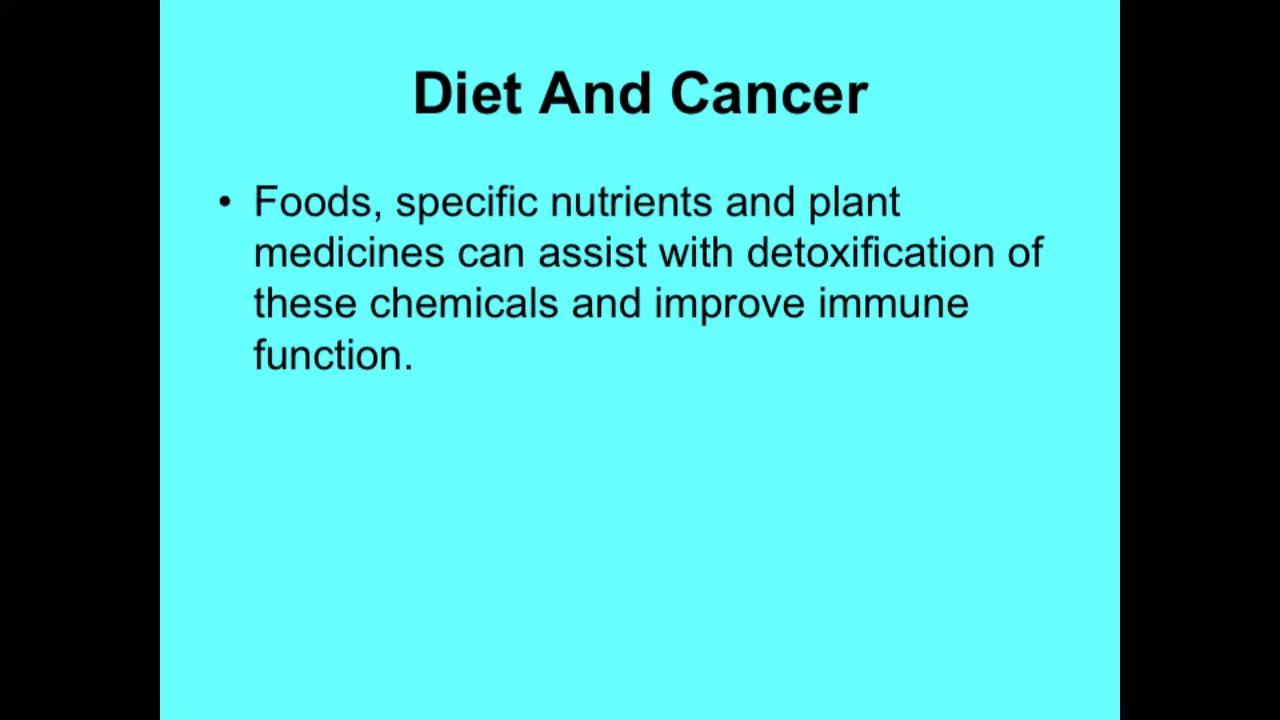 Diet And Cancer
• Foods, specific nutrients and plant
medicines can assist with detoxification of
these chemicals and improve immune
function.